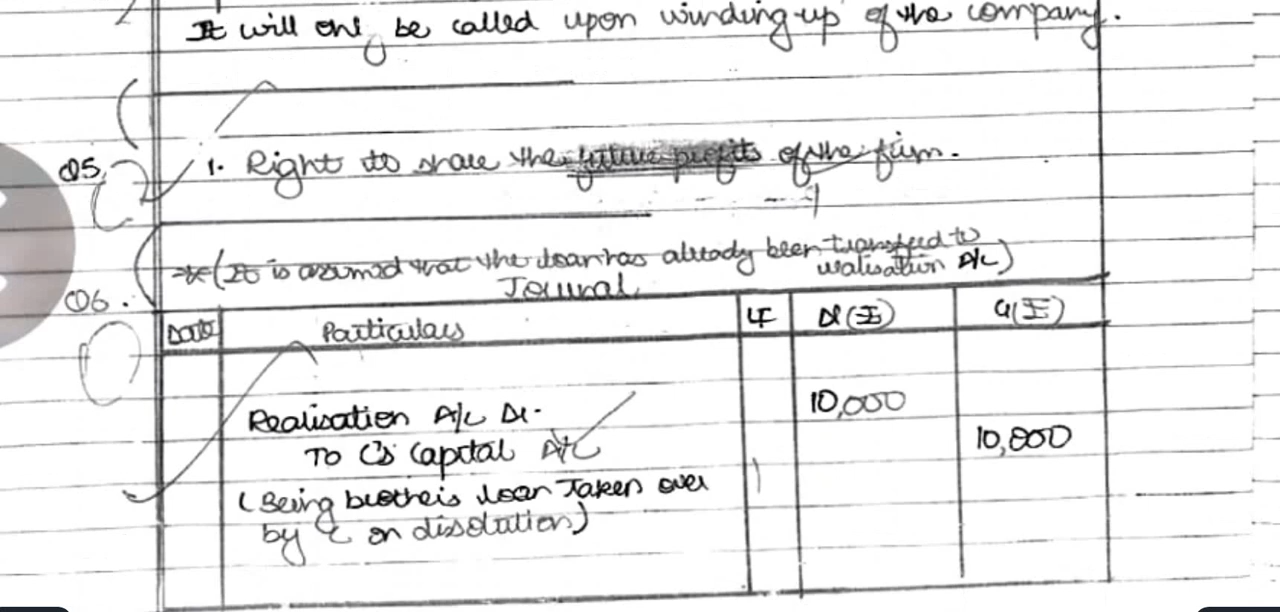 It will only be called upon winding-up of the company.
Q5. 1. Right to share the future profits of the firm.
* (It is assumed that the loan has already been transfered to
realisation A/c)
Journal
Q6.
Date Particulars LF Dr (₹) Cr (₹)
Realisation A/c Dr. 10,000
To C's Capital A/c 10,000
(Being brother's loan Taken over
by C on dissolution)